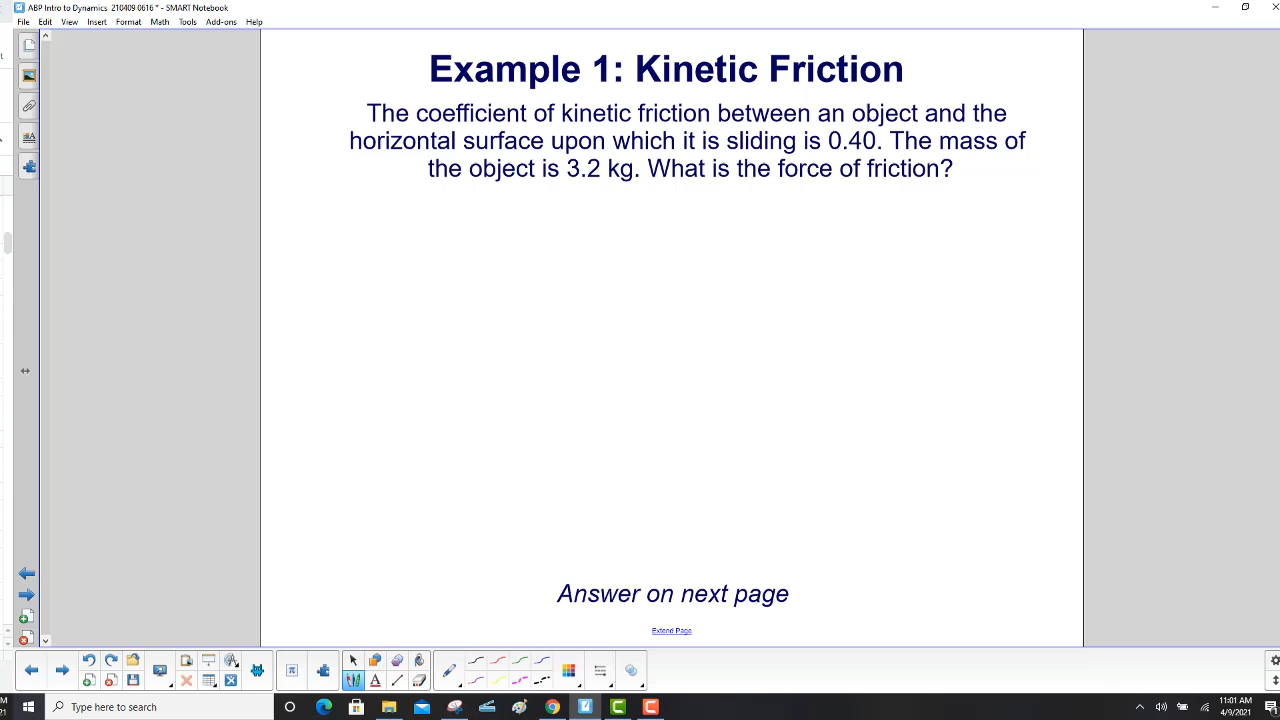 ABP Intro to Dynamics 210409 0616 * - SMART Notebook
File Edit View Insert Format Math Tools Add-ons Help
Example 1: Kinetic Friction
The coefficient of kinetic friction between an object and the
horizontal surface upon which it is sliding is 0.40. The mass of
the object is 3.2 kg. What is the force of friction?
Answer on next page
Extend Page
Type here to search
11:01 AM
4/9/2021